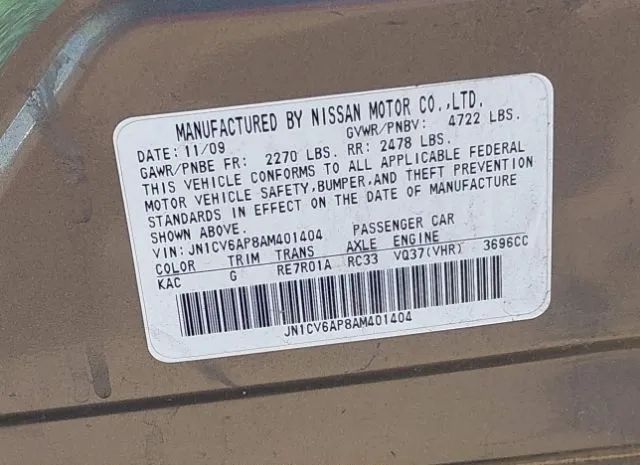 MANUFACTURED BY NISSAN MOTOR CO.,LTD.
DATE: 11/09 GVWR/PNBV: 4722 LBS.
GAWR/PNBE FR: 2270 LBS. RR: 2478 LBS.
THIS VEHICLE CONFORMS TO ALL APPLICABLE FEDERAL
MOTOR VEHICLE SAFETY,BUMPER,AND THEFT PREVENTION
STANDARDS IN EFFECT ON THE DATE OF MANUFACTURE
SHOWN ABOVE.
VIN: JN1CV6AP8AM401404 PASSENGER CAR
COLOR TRIM TRANS AXLE ENGINE
KAC G RE7R01A RC33 VQ37(VHR) 3696CC
JN1CV6AP8AM401404